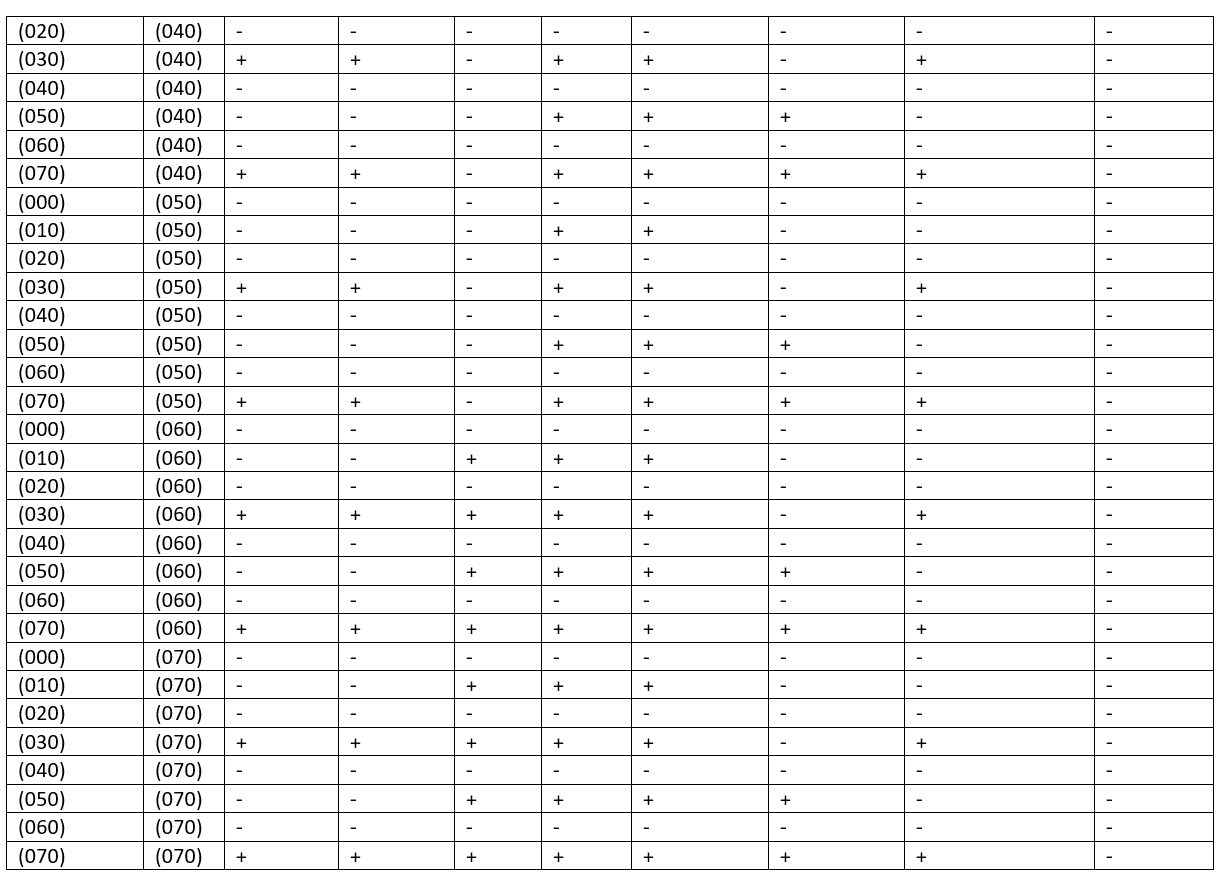 (020) (040) - - - - - - - -
(030) (040) + + - + + - + -
(040) (040) - - - - - - - -
(050) (040) - - - + + + - -
(060) (040) - - - - - - - -
(070) (040) + + - + + + + -
(000) (050) - - - - - - - -
(010) (050) - - - + + - - -
(020) (050) - - - - - - - -
(030) (050) + + - + + - + -
(040) (050) - - - - - - - -
(050) (050) - - - + + + - -
(060) (050) - - - - - - - -
(070) (050) + + - + + + + -
(000) (060) - - - - - - - -
(010) (060) - - + + + - - -
(020) (060) - - - - - - - -
(030) (060) + + + + + - + -
(040) (060) - - - - - - - -
(050) (060) - - + + + + - -
(060) (060) - - - - - - - -
(070) (060) + + + + + + + -
(000) (070) - - - - - - - -
(010) (070) - - + + + - - -
(020) (070) - - - - - - - -
(030) (070) + + + + + - + -
(040) (070) - - - - - - - -
(050) (070) - - + + + + - -
(060) (070) - - - - - - - -
(070) (070) + + + + + + + -